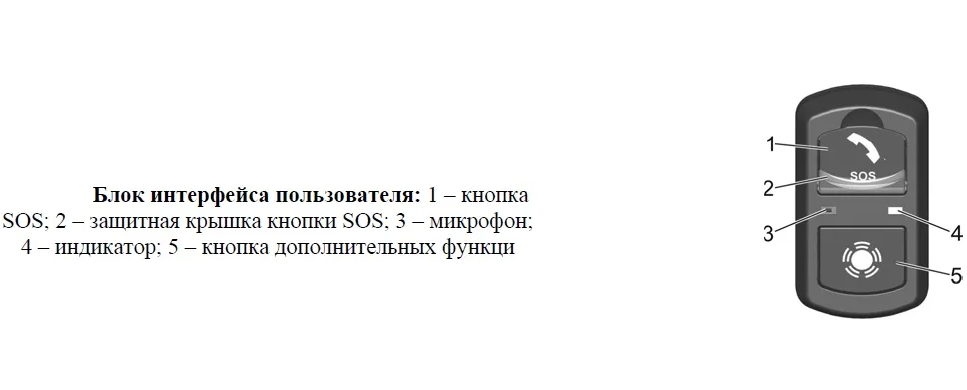 Блок интерфейса пользователя: 1 – кнопка
SOS; 2 – защитная крышка кнопки SOS; 3 – микрофон;
4 – индикатор; 5 – кнопка дополнительных функци
1
SOS
2
3
4
5